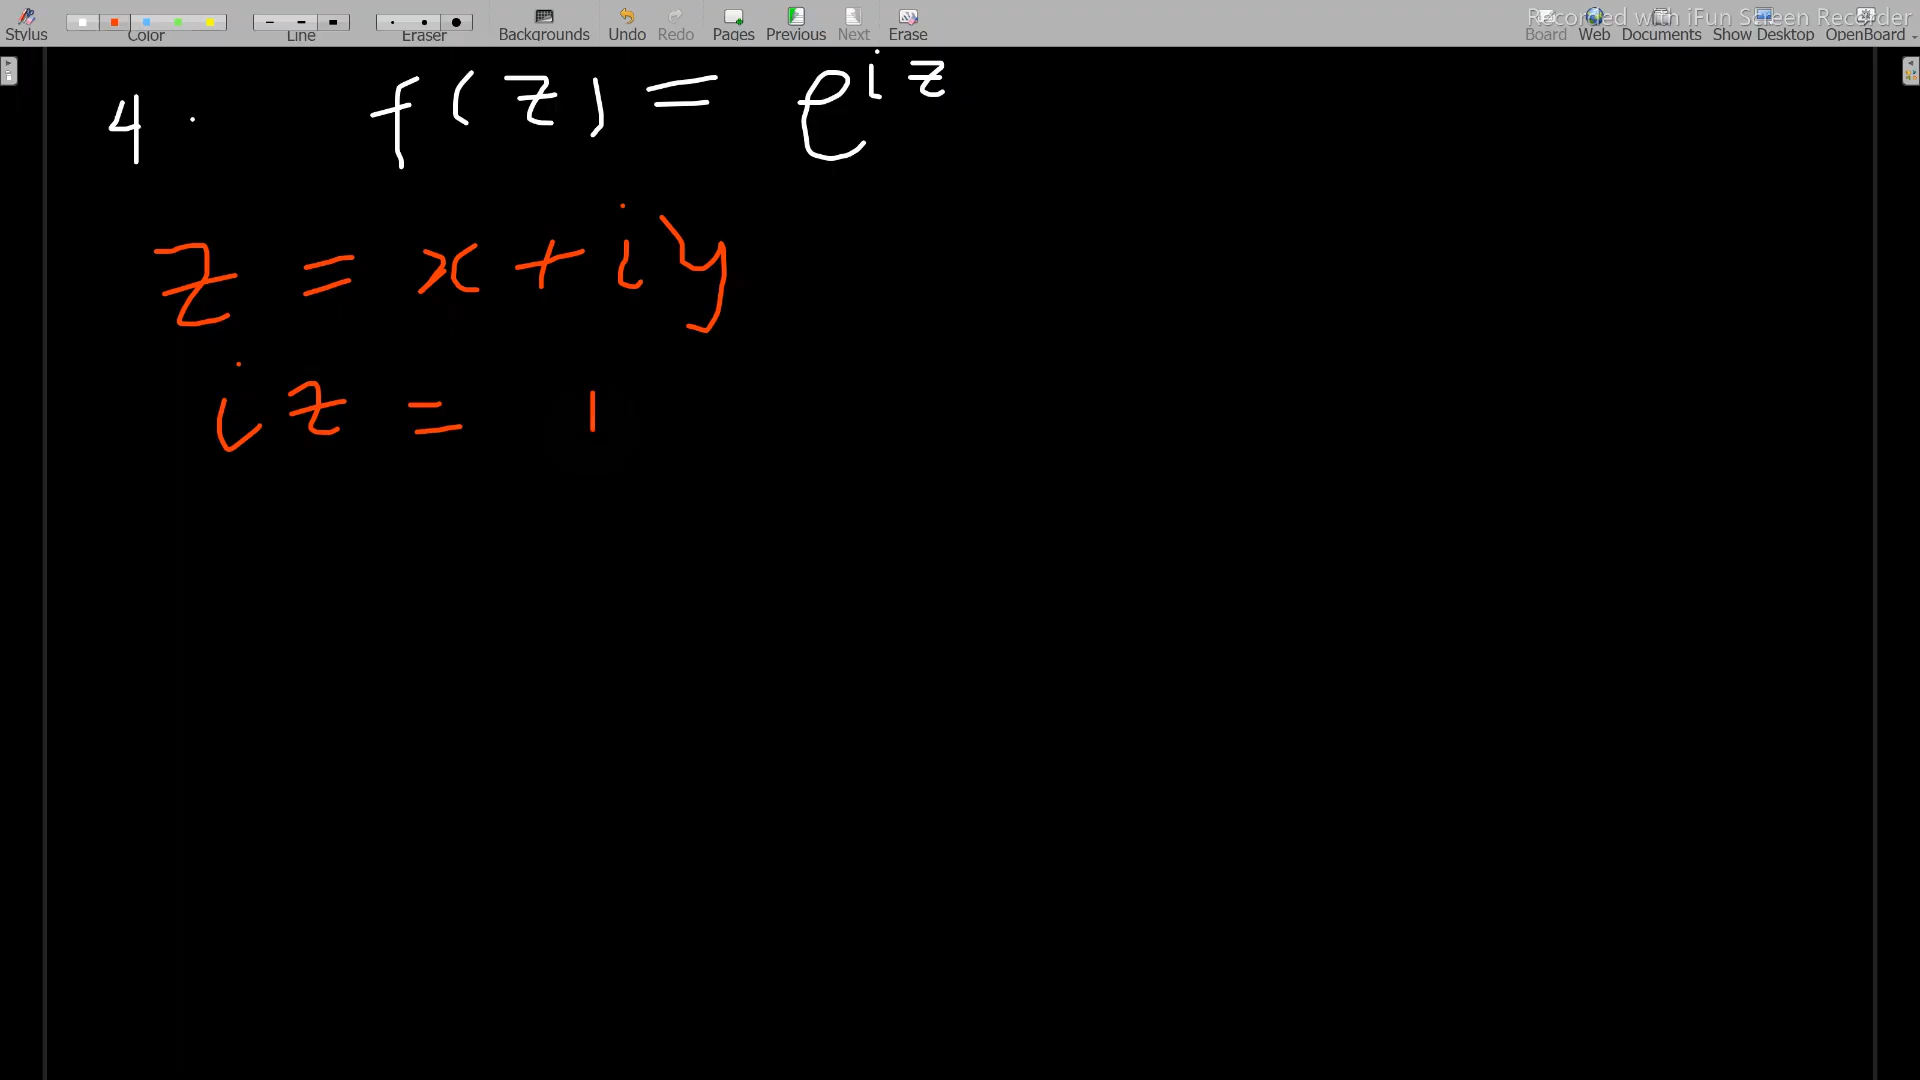 Stylus Color Line Eraser Backgrounds Undo Redo Pages Previous Next Erase Board Web Documents Show Desktop OpenBoard
Recorded with iFun Screen Recorder
4 . f(z) = e^{iz}
z = x + iy
iz = 1